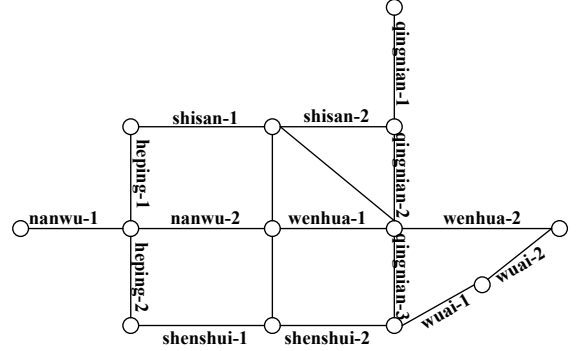 qingnian-1
shisan-1
shisan-2
heping-1
qingnian-2
nanwu-1
nanwu-2
wenhua-1
wenhua-2
heping-2
qingnian-3
wuai-2
wuai-1
shenshui-1
shenshui-2